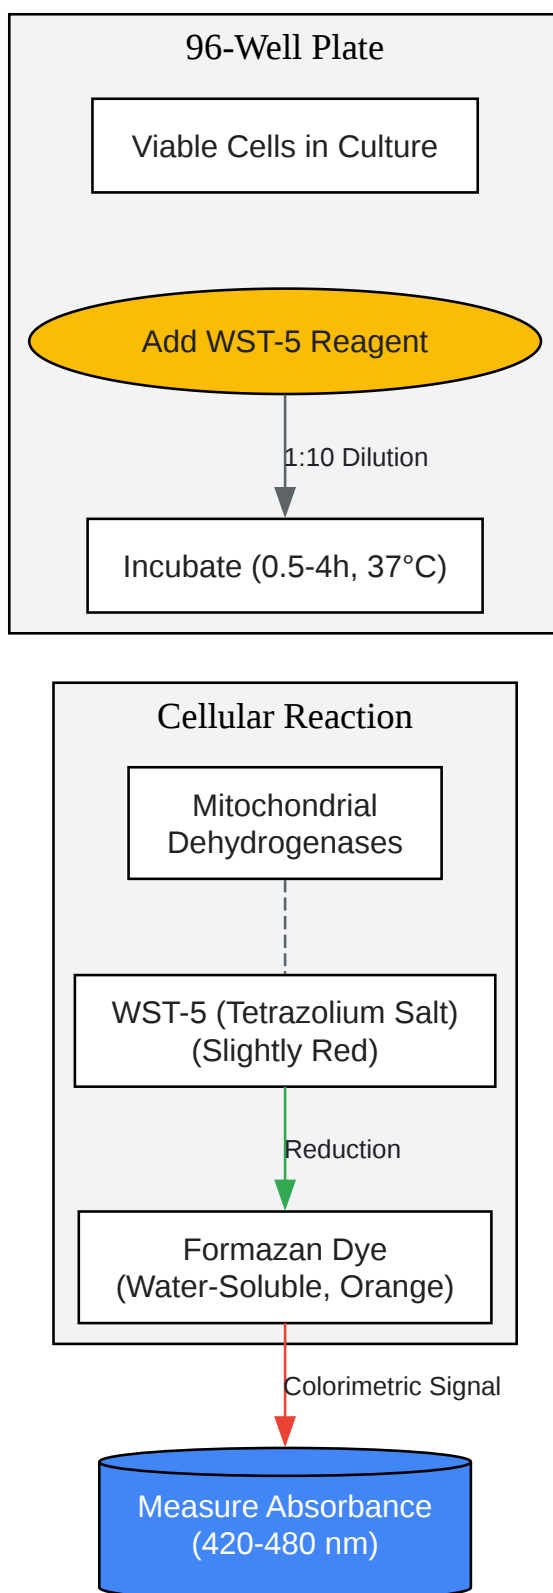 96-Well Plate
Viable Cells in Culture
Add WST-5 Reagent
1:10 Dilution
Incubate (0.5-4h, 37°C)
Cellular Reaction
Mitochondrial
Dehydrogenases
WST-5 (Tetrazolium Salt)
(Slightly Red)
Reduction
Formazan Dye
(Water-Soluble, Orange)
Colorimetric Signal
Measure Absorbance
(420-480 nm)